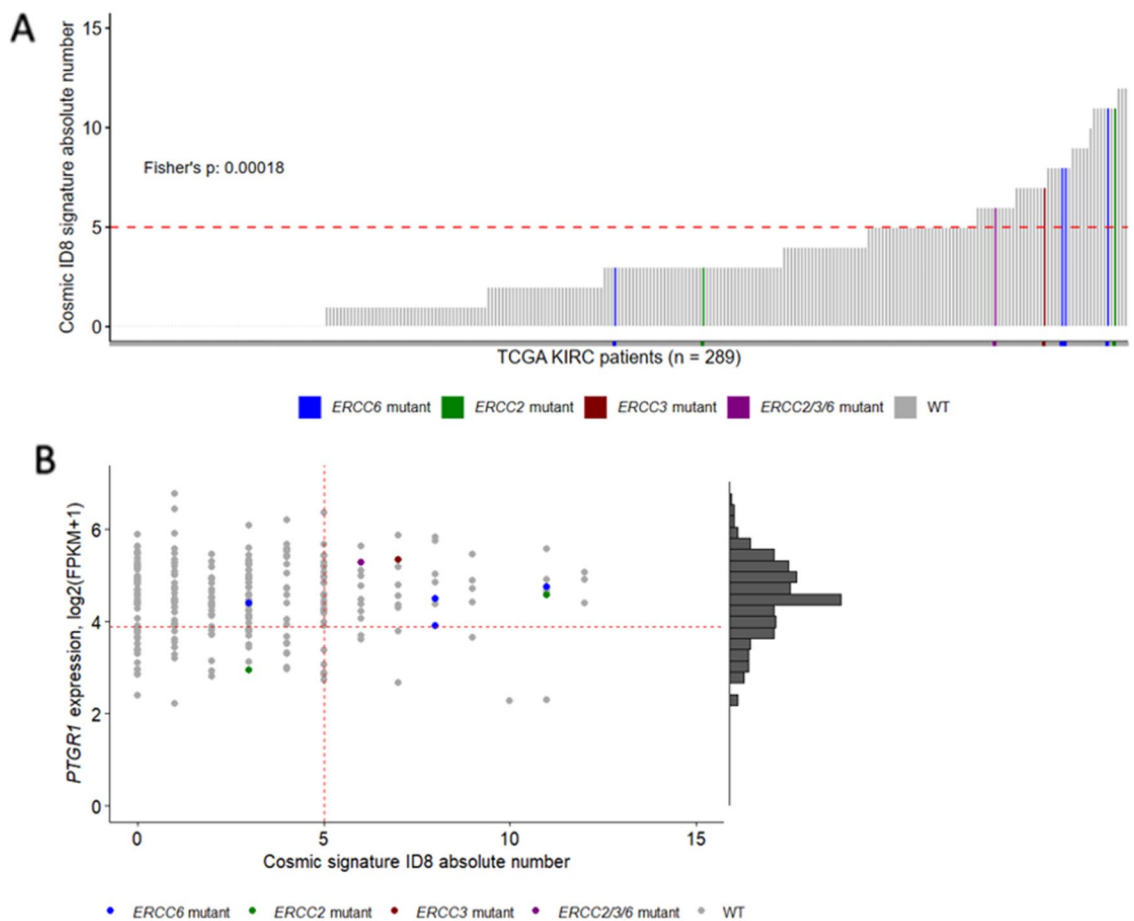 A
Cosmic ID8 signature absolute number
15
10
5
0
Fisher's p: 0.00018
TCGA KIRC patients (n = 289)
ERCC6 mutant
ERCC2 mutant
ERCC3 mutant
ERCC2/3/6 mutant
WT
B
PTGR1 expression, log2(FPKM+1)
6
4
2
0
0
5
10
15
Cosmic signature ID8 absolute number
ERCC6 mutant
ERCC2 mutant
ERCC3 mutant
ERCC2/3/6 mutant
WT